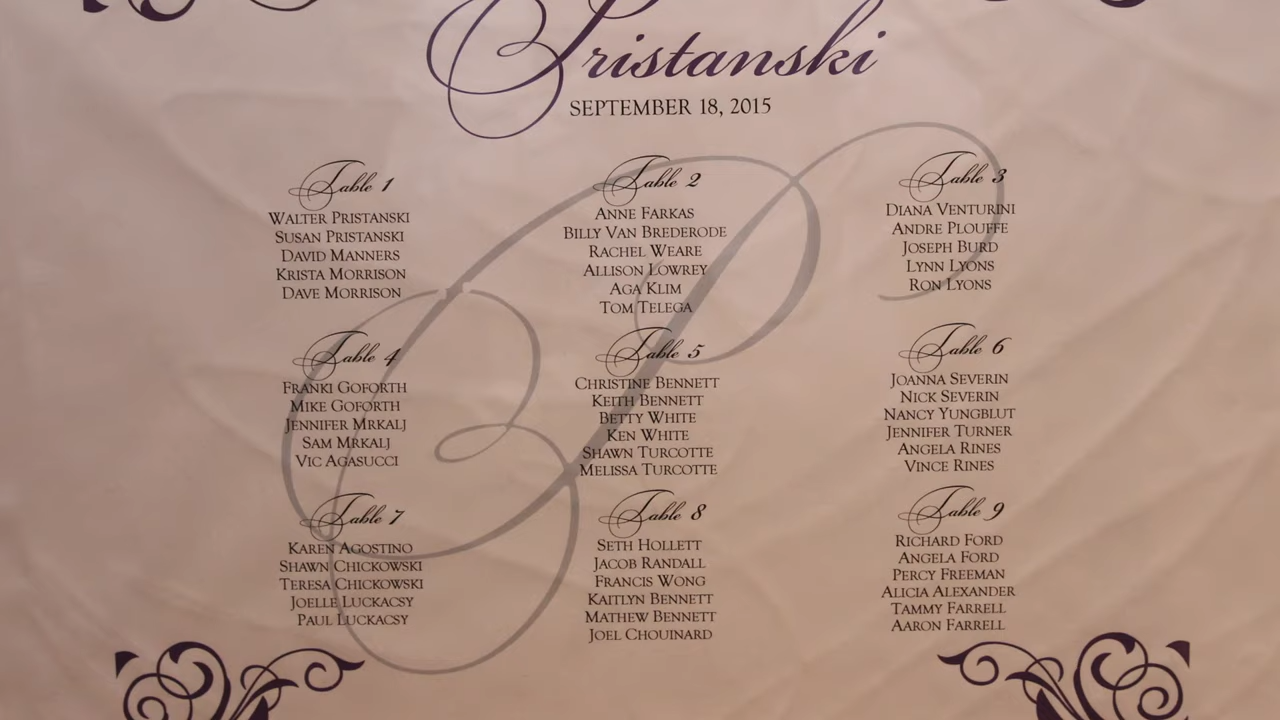 Pristanski
SEPTEMBER 18, 2015
Table 1
WALTER PRISTANSKI
SUSAN PRISTANSKI
DAVID MANNERS
KRISTA MORRISON
DAVE MORRISON
Table 2
ANNE FARKAS
BILLY VAN BREDERODE
RACHEL WEARE
ALLISON LOWREY
AGA KLIM
TOM TELEGA
Table 3
DIANA VENTURINI
ANDRE PLOUFFE
JOSEPH BURD
LYNN LYONS
RON LYONS
Table 4
FRANKI GOFORTH
MIKE GOFORTH
JENNIFER MRKALJ
SAM MRKALJ
VIC AGASUCCI
Table 5
CHRISTINE BENNETT
KEITH BENNETT
BETTY WHITE
KEN WHITE
SHAWN TURCOTTE
MELISSA TURCOTTE
Table 6
JOANNA SEVERIN
NICK SEVERIN
NANCY YUNGBLUT
JENNIFER TURNER
ANGELA RINES
VINCE RINES
Table 7
KAREN AGOSTINO
SHAWN CHICKOWSKI
TERESA CHICKOWSKI
JOELLE LUCKACSY
PAUL LUCKACSY
Table 8
SETH HOLLETT
JACOB RANDALL
FRANCIS WONG
KAITLYN BENNETT
MATHEW BENNETT
JOEL CHOUINARD
Table 9
RICHARD FORD
ANGELA FORD
PERCY FREEMAN
ALICIA ALEXANDER
TAMMY FARRELL
AARON FARRELL
P